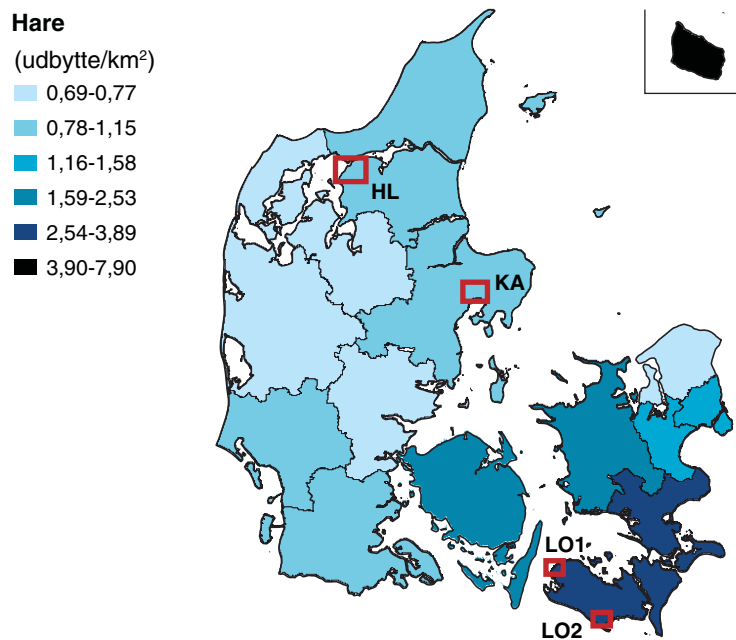 Hare
(udbytte/km²)
0,69-0,77
0,78-1,15
1,16-1,58
1,59-2,53
2,54-3,89
3,90-7,90
HL
KA
LO1
LO2